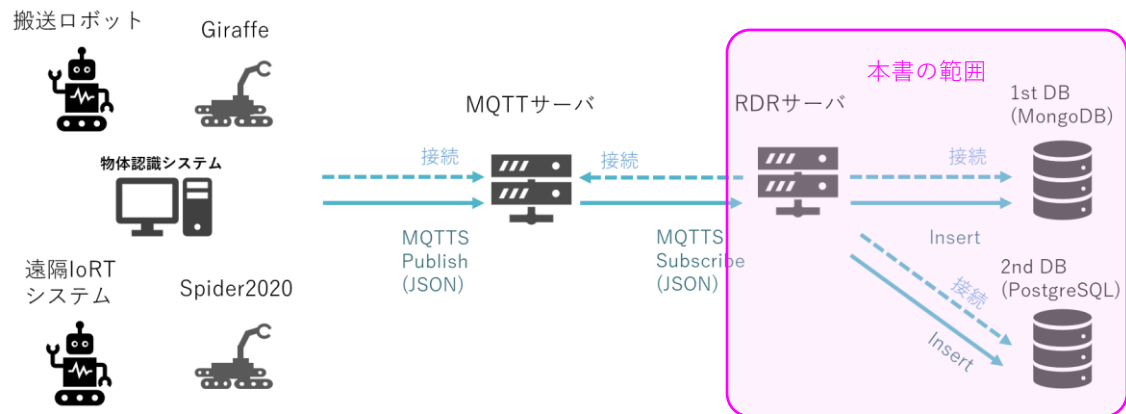 搬送ロボット
Giraffe
物体認識システム
遠隔IoRT
システム
Spider2020
接続
MQTTS
Publish
(JSON)
MQTTサーバ
接続
MQTTS
Subscribe
(JSON)
本書の範囲
RDRサーバ
接続
Insert
1st DB
(MongoDB)
接続
Insert
2nd DB
(PostgreSQL)